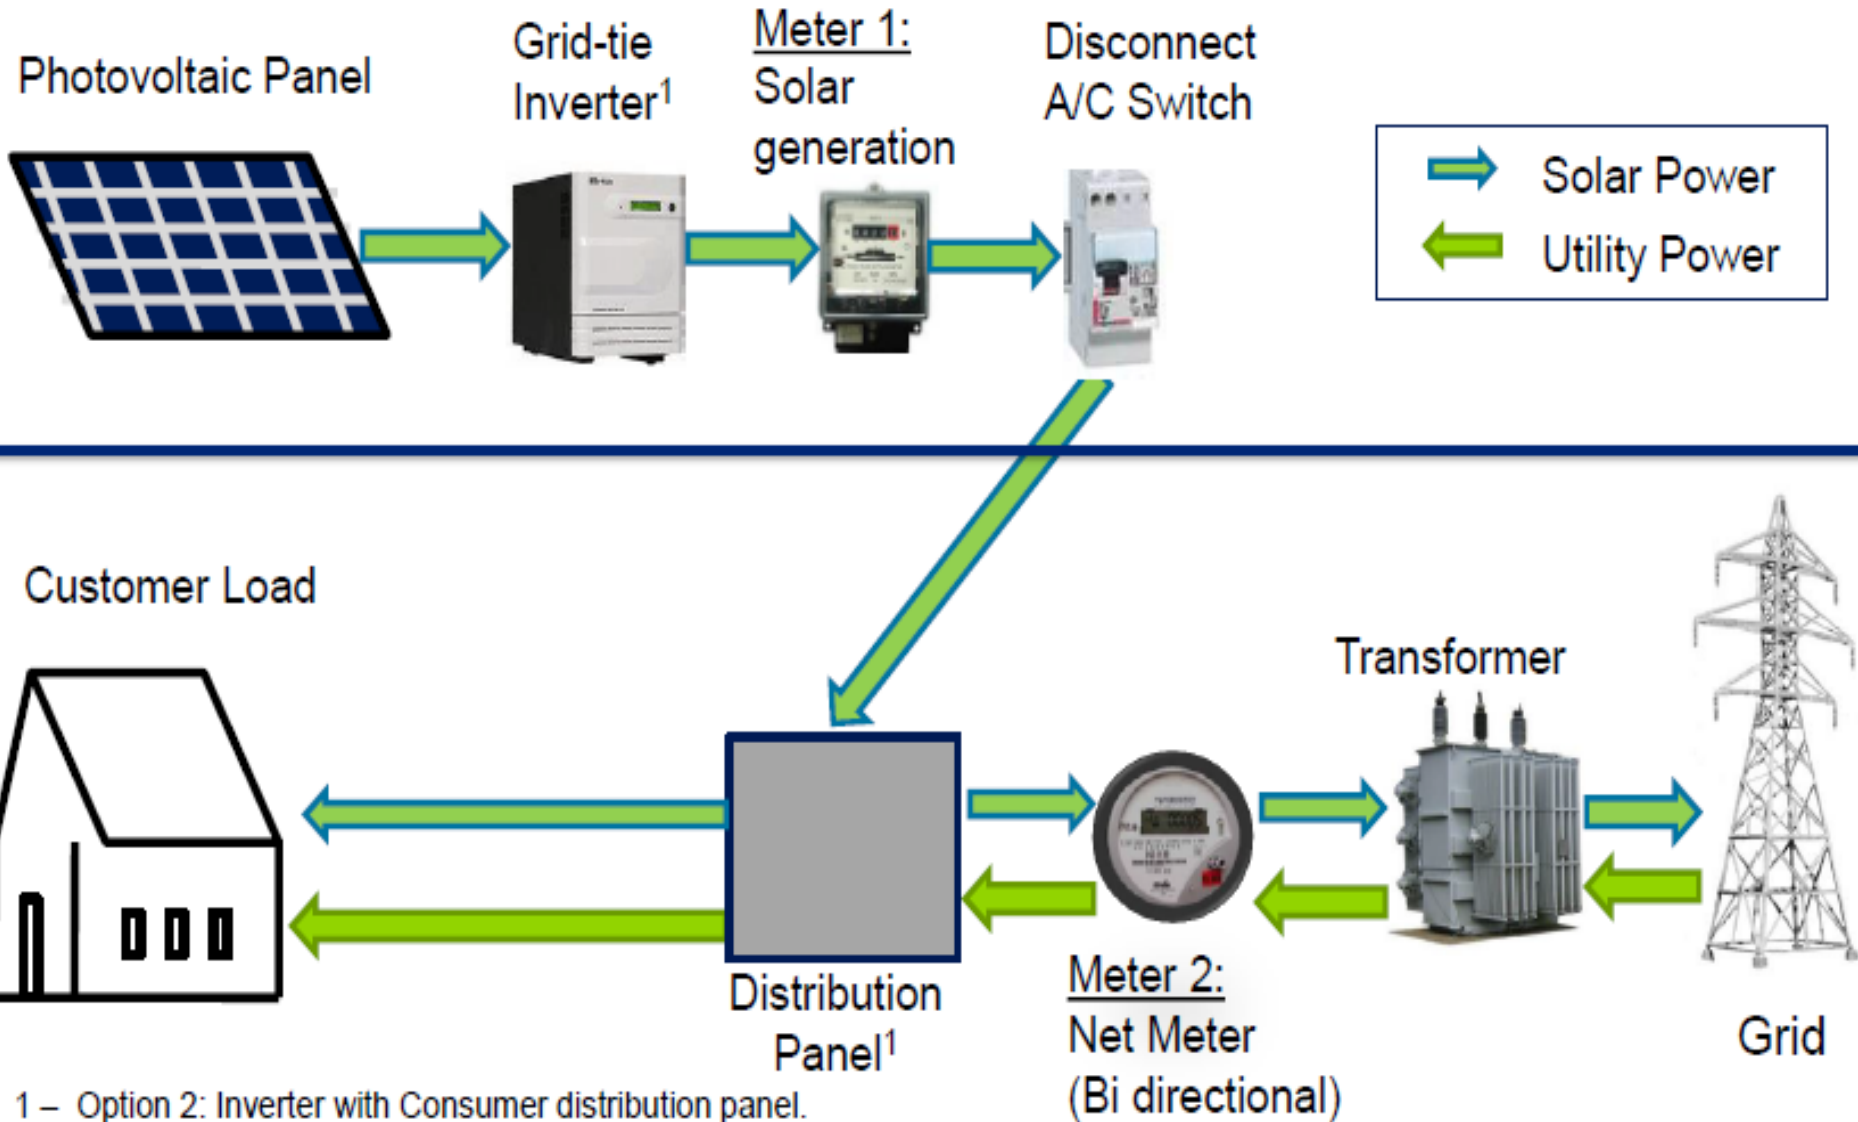 Photovoltaic Panel
Grid-tie
Inverter¹
Meter 1:
Solar
generation
Disconnect
A/C Switch
Solar Power
Utility Power
Customer Load
Transformer
Distribution
Panel¹
Meter 2:
Net Meter
(Bi directional)
Grid
1 – Option 2: Inverter with Consumer distribution panel.